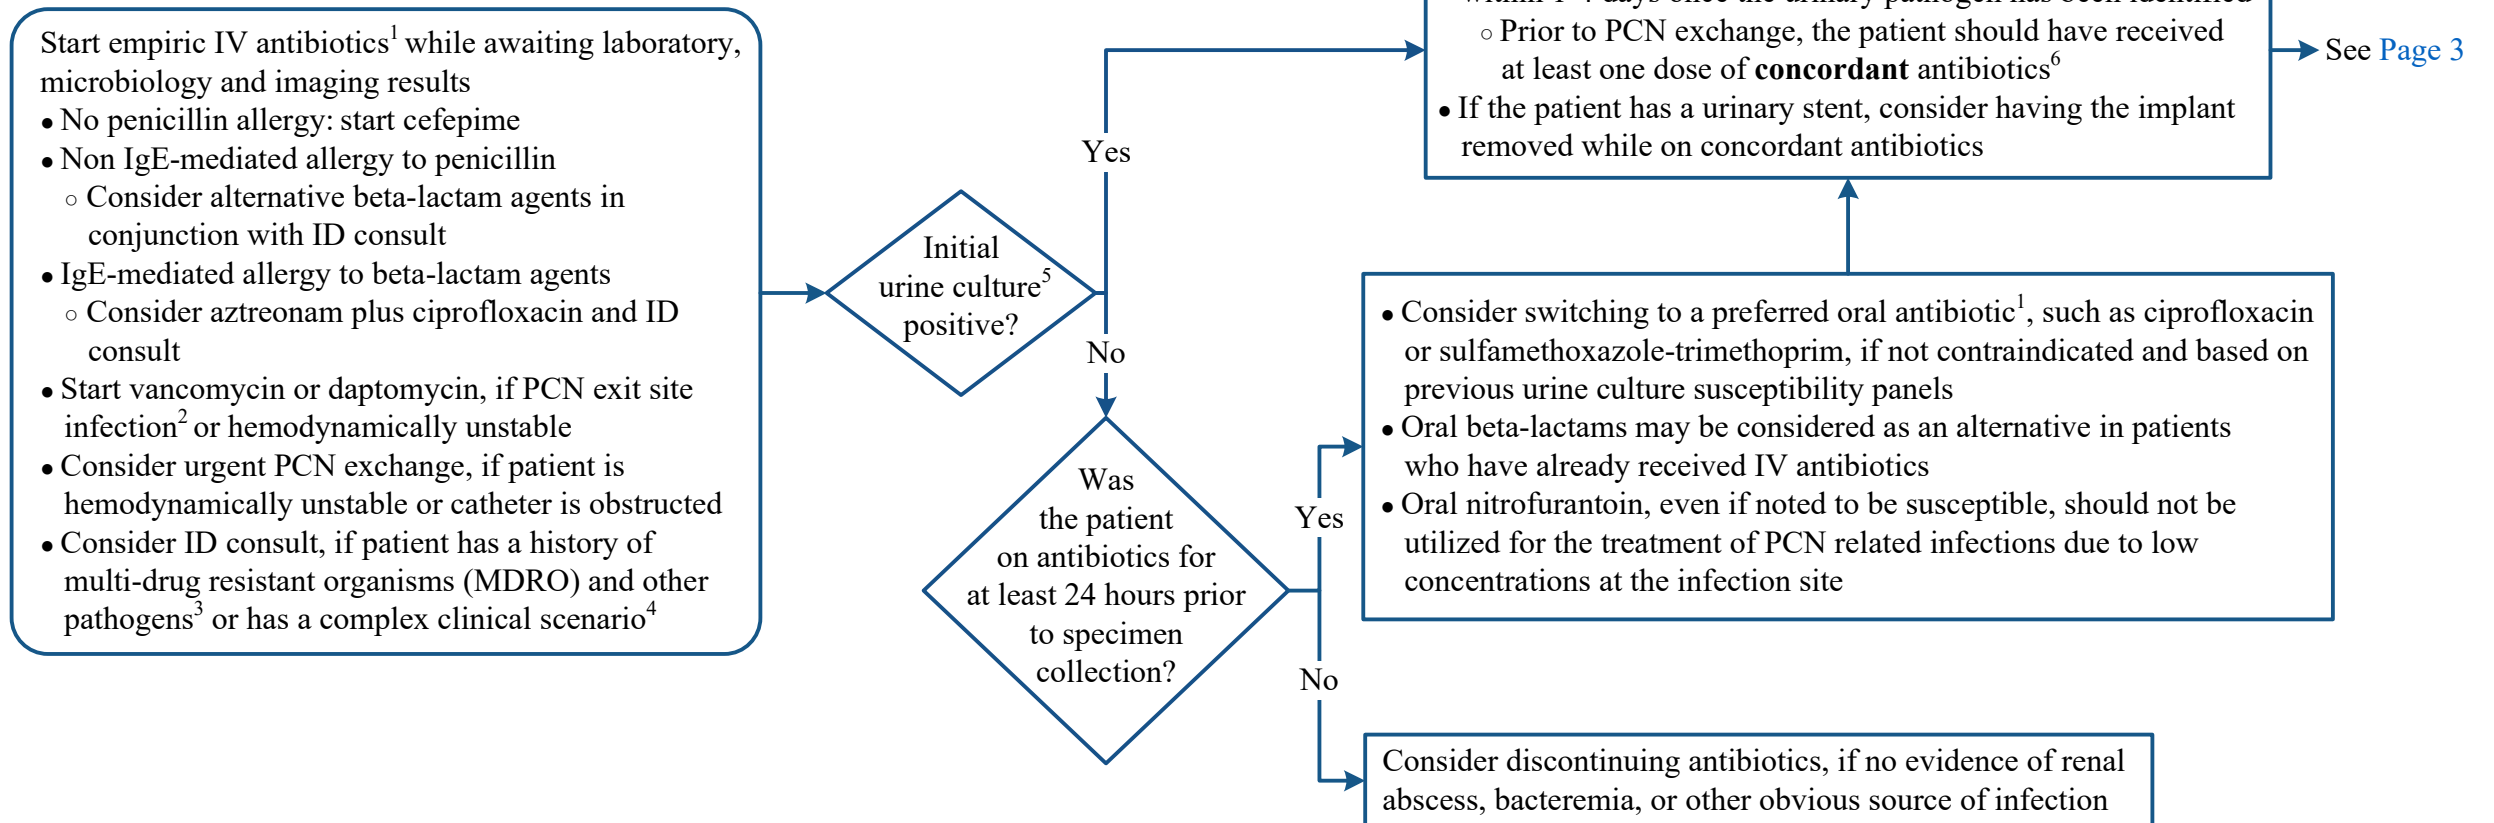 Start empiric IV antibiotics1 while awaiting laboratory,
microbiology and imaging results
● No penicillin allergy: start cefepime
● Non IgE-mediated allergy to penicillin
○ Consider alternative beta-lactam agents in
conjunction with ID consult
● IgE-mediated allergy to beta-lactam agents
○ Consider aztreonam plus ciprofloxacin and ID
consult
● Start vancomycin or daptomycin, if PCN exit site
infection2 or hemodynamically unstable
● Consider urgent PCN exchange, if patient is
hemodynamically unstable or catheter is obstructed
● Consider ID consult, if patient has a history of
multi-drug resistant organisms (MDRO) and other
pathogens3 or has a complex clinical scenario4
Initial
urine culture5
positive?
Yes
No
within 1-4 days once the urinary pathogen has been identified
○ Prior to PCN exchange, the patient should have received
at least one dose of concordant antibiotics6
● If the patient has a urinary stent, consider having the implant
removed while on concordant antibiotics
See Page 3
Was
the patient
on antibiotics for
at least 24 hours prior
to specimen
collection?
Yes
No
● Consider switching to a preferred oral antibiotic1, such as ciprofloxacin
or sulfamethoxazole-trimethoprim, if not contraindicated and based on
previous urine culture susceptibility panels
● Oral beta-lactams may be considered as an alternative in patients
who have already received IV antibiotics
● Oral nitrofurantoin, even if noted to be susceptible, should not be
utilized for the treatment of PCN related infections due to low
concentrations at the infection site
Consider discontinuing antibiotics, if no evidence of renal
abscess, bacteremia, or other obvious source of infection